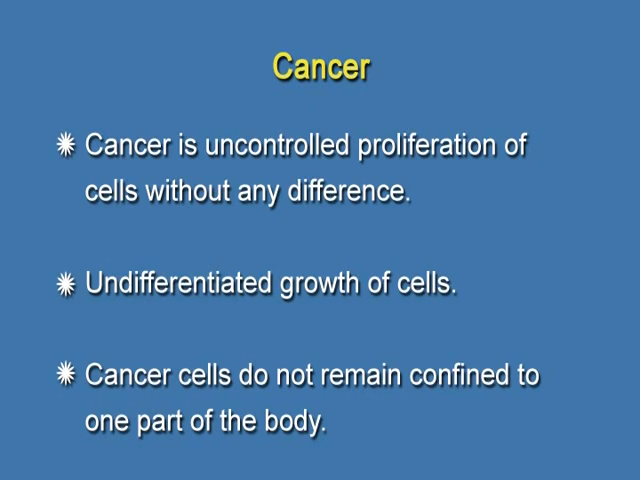 Cancer
Cancer is uncontrolled proliferation of
cells without any difference.
Undifferentiated growth of cells.
Cancer cells do not remain confined to
one part of the body.